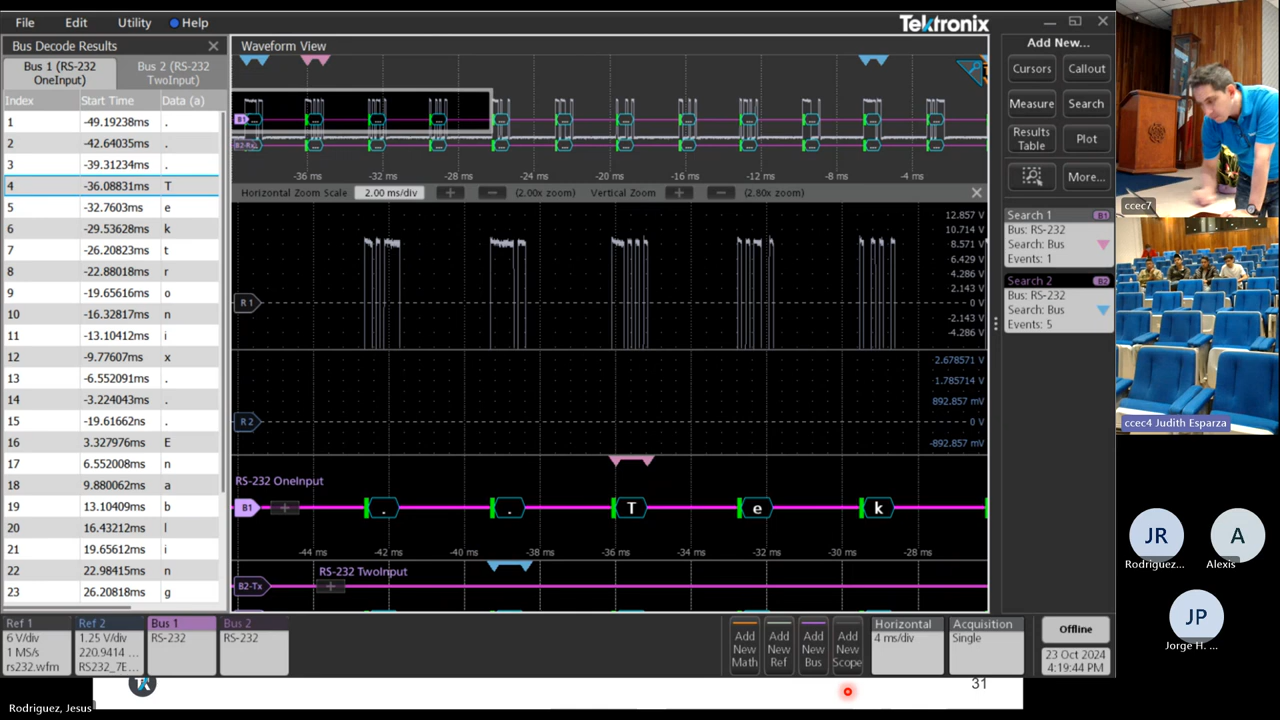 File Edit Utility Help
Tektronix
Bus Decode Results
Bus 1 (RS-232 OneInput)
Bus 2 (RS-232 TwoInput)
Index Start Time Data (a)
1 -49.19238ms .
2 -42.64035ms .
3 -39.31234ms .
4 -36.08831ms T
5 -32.7603ms e
6 -29.53628ms k
7 -26.20823ms t
8 -22.88018ms r
9 -19.65616ms o
10 -16.32817ms n
11 -13.10412ms i
12 -9.77607ms x
13 -6.552091ms .
14 -3.224043ms .
15 -19.61662ns .
16 3.327976ms E
17 6.552008ms n
18 9.880062ms a
19 13.10409ms b
20 16.43212ms l
21 19.65612ms i
22 22.98415ms n
23 26.20818ms g
Waveform View
B1
-36 ms -32 ms -28 ms -24 ms -20 ms -16 ms -12 ms -8 ms -4 ms
Horizontal Zoom Scale 2.00 ms/div + − (2.00x zoom) Vertical Zoom + − (2.80x zoom)
12.857 V
10.714 V
8.571 V
6.429 V
4.286 V
2.143 V
R 1
0 V
-2.143 V
-4.286 V
2.678571 V
1.785714 V
892.857 mV
R 2
0 V
-892.857 mV
RS-232 OneInput
B1 + . . T e k
-44 ms -42 ms -40 ms -38 ms -36 ms -34 ms -32 ms -30 ms -28 ms
RS-232 TwoInput
B2-Tx +
Add New...
Cursors Callout
Measure Search
Results Table
Plot
More...
Search 1 B1
Bus: RS-232
Search: Bus
Events: 1
Search 2 B2
Bus: RS-232
Search: Bus
Events: 5
Ref 1
6 V/div
1 MS/s
rs232.wfm
Ref 2
1.25 V/div
220.9414 ...
RS232_7E...
Bus 1
RS-232
Bus 2
RS-232
Add New Math
Add New Ref
Add New Bus
Add New Scope
Horizontal
4 ms/div
Acquisition
Single
Offline
23 Oct 2024
4:19:44 PM
31
Rodriguez, Jesus
ccec7
ccec4 Judith Esparza
JR
Rodriguez...
A
Alexis
JP
Jorge H. ...